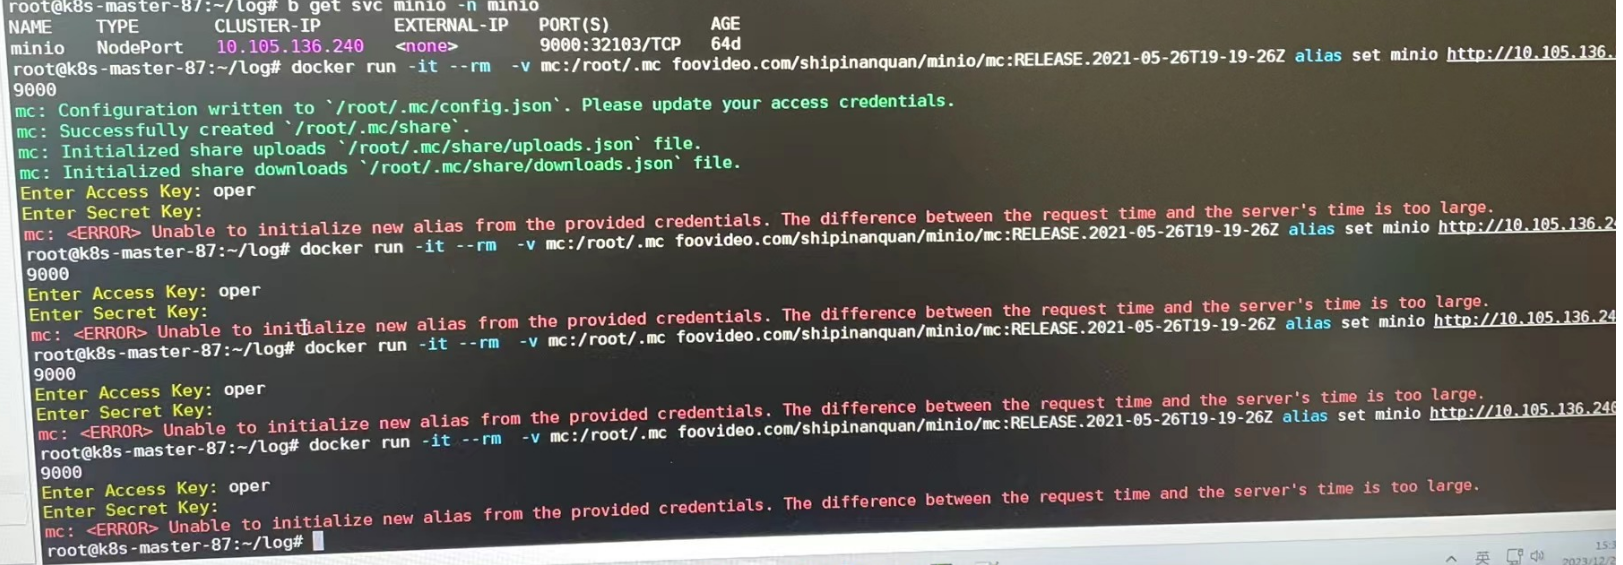 root@k8s-master-87:~/log# b get svc minio -n minio
NAME TYPE CLUSTER-IP EXTERNAL-IP PORT(S) AGE
minio NodePort 10.105.136.240 <none> 9000:32103/TCP 64d
root@k8s-master-87:~/log# docker run -it --rm -v mc:/root/.mc foovideo.com/shipinanquan/minio/mc:RELEASE.2021-05-26T19-19-26Z alias set minio http://10.105.136.
9000
mc: Configuration written to `/root/.mc/config.json`. Please update your access credentials.
mc: Successfully created `/root/.mc/share`.
mc: Initialized share uploads `/root/.mc/share/uploads.json` file.
mc: Initialized share downloads `/root/.mc/share/downloads.json` file.
Enter Access Key: oper
Enter Secret Key:
mc: <ERROR> Unable to initialize new alias from the provided credentials. The difference between the request time and the server's time is too large.
root@k8s-master-87:~/log# docker run -it --rm -v mc:/root/.mc foovideo.com/shipinanquan/minio/mc:RELEASE.2021-05-26T19-19-26Z alias set minio http://10.105.136.24
9000
Enter Access Key: oper
Enter Secret Key:
mc: <ERROR> Unable to initialize new alias from the provided credentials. The difference between the request time and the server's time is too large.
root@k8s-master-87:~/log# docker run -it --rm -v mc:/root/.mc foovideo.com/shipinanquan/minio/mc:RELEASE.2021-05-26T19-19-26Z alias set minio http://10.105.136.24
9000
Enter Access Key: oper
Enter Secret Key:
mc: <ERROR> Unable to initialize new alias from the provided credentials. The difference between the request time and the server's time is too large.
root@k8s-master-87:~/log# docker run -it --rm -v mc:/root/.mc foovideo.com/shipinanquan/minio/mc:RELEASE.2021-05-26T19-19-26Z alias set minio http://10.105.136.240
9000
Enter Access Key: oper
Enter Secret Key:
mc: <ERROR> Unable to initialize new alias from the provided credentials. The difference between the request time and the server's time is too large.
root@k8s-master-87:~/log#
英